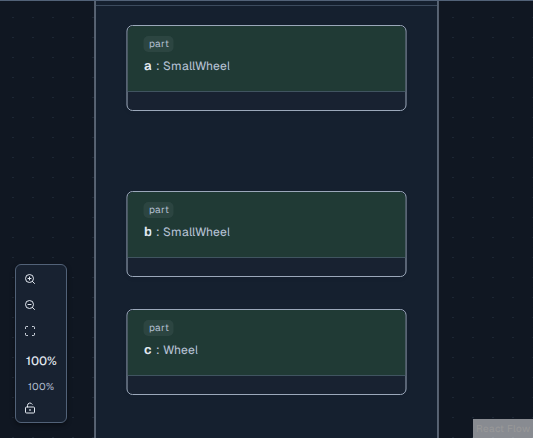 part
a : SmallWheel
part
b : SmallWheel
part
c : Wheel
100%
100%
React Flow